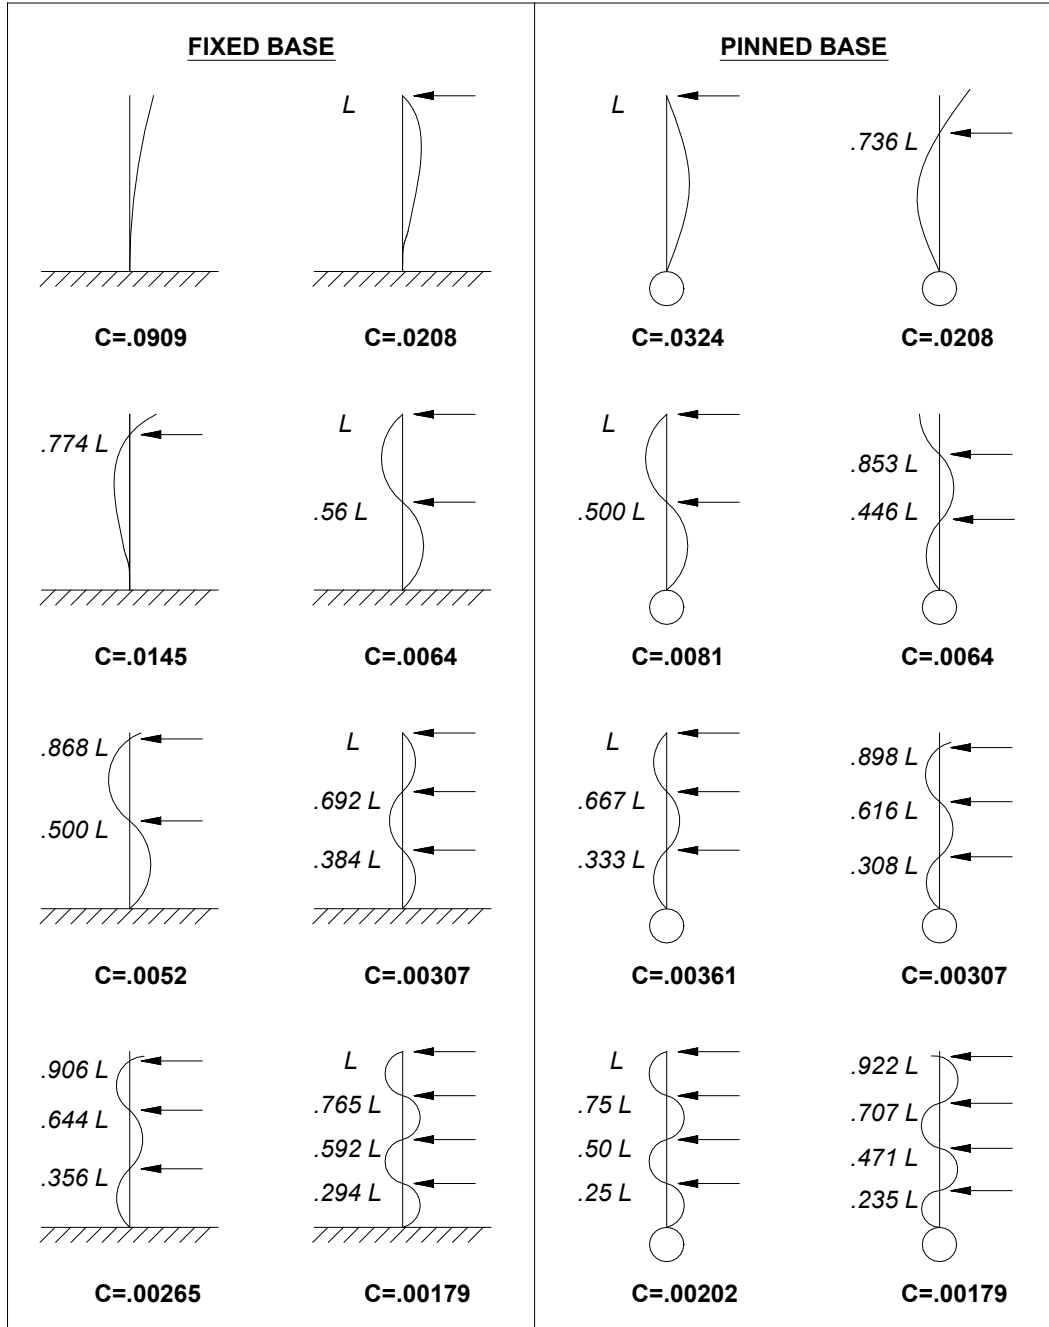 FIXED BASE
L
C=.0909
C=.0208
.774 L
L
.56 L
C=.0145
C=.0064
.868 L
.500 L
L
.692 L
.384 L
C=.0052
C=.00307
.906 L
.644 L
.356 L
L
.765 L
.592 L
.294 L
C=.00265
C=.00179
PINNED BASE
L
.736 L
C=.0324
C=.0208
L
.500 L
.853 L
.446 L
C=.0081
C=.0064
L
.667 L
.333 L
.898 L
.616 L
.308 L
C=.00361
C=.00307
L
.75 L
.50 L
.25 L
.922 L
.707 L
.471 L
.235 L
C=.00202
C=.00179